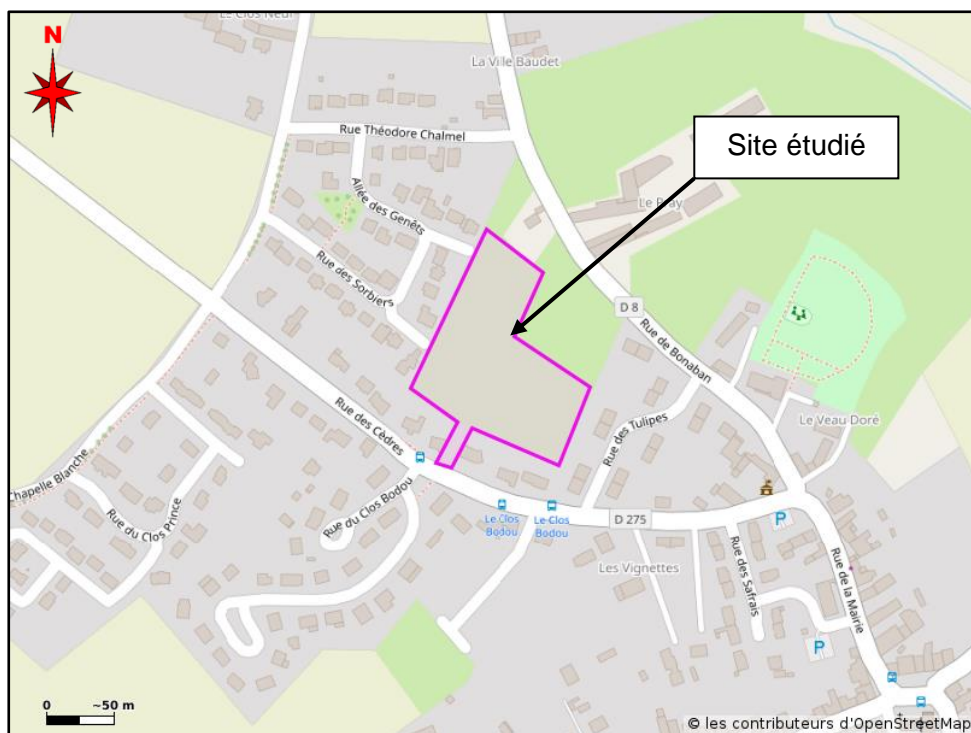 Le Clos Neuf
N
La Ville Baudet
Rue Théodore Chalmel
Site étudié
Allée des Genêts
Le Bray
Rue des Sorbiers
D 8
Rue de Bonaban
Rue des Cèdres
Rue des Tulipes
Le Veau Doré
Chapelle Blanche
Rue du Clos Prince
Rue du Clos Bodou
Le Clos
Bodou
Le Clos
Bodou
D 275
P
Les Vignettes
Rue des Safrais
Rue de la Mairie
P
0 ~50 m
© les contributeurs d'OpenStreetMap